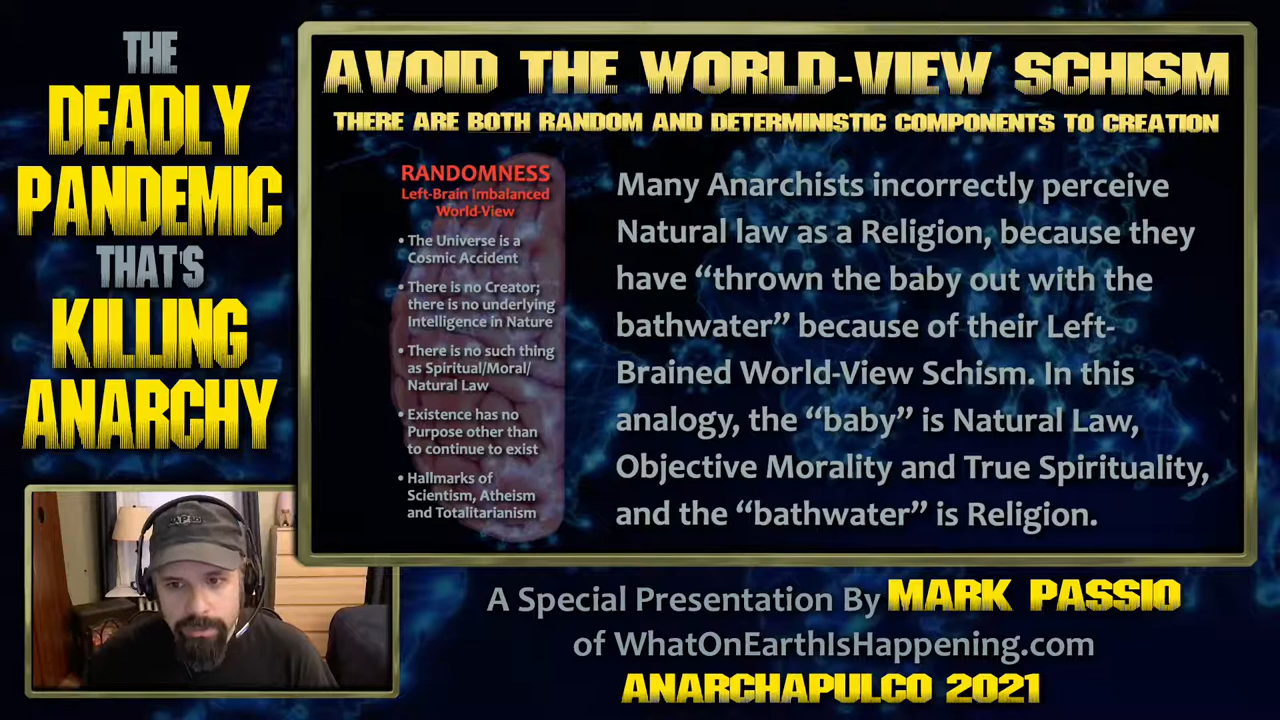 THE
DEADLY
PANDEMIC
THAT'S
KILLING
ANARCHY
AVOID THE WORLD-VIEW SCHISM
THERE ARE BOTH RANDOM AND DETERMINISTIC COMPONENTS TO CREATION
RANDOMNESS
Left-Brain Imbalanced
World-View
• The Universe is a
Cosmic Accident
• There is no Creator;
there is no underlying
Intelligence in Nature
• There is no such thing
as Spiritual/Moral/
Natural Law
• Existence has no
Purpose other than
to continue to exist
• Hallmarks of
Scientism, Atheism
and Totalitarianism
Many Anarchists incorrectly perceive
Natural law as a Religion, because they
have “thrown the baby out with the
bathwater” because of their Left-
Brained World-View Schism. In this
analogy, the “baby” is Natural Law,
Objective Morality and True Spirituality,
and the “bathwater” is Religion.
A Special Presentation By MARK PASSIO
of WhatOnEarthIsHappening.com
ANARCHAPULCO 2021